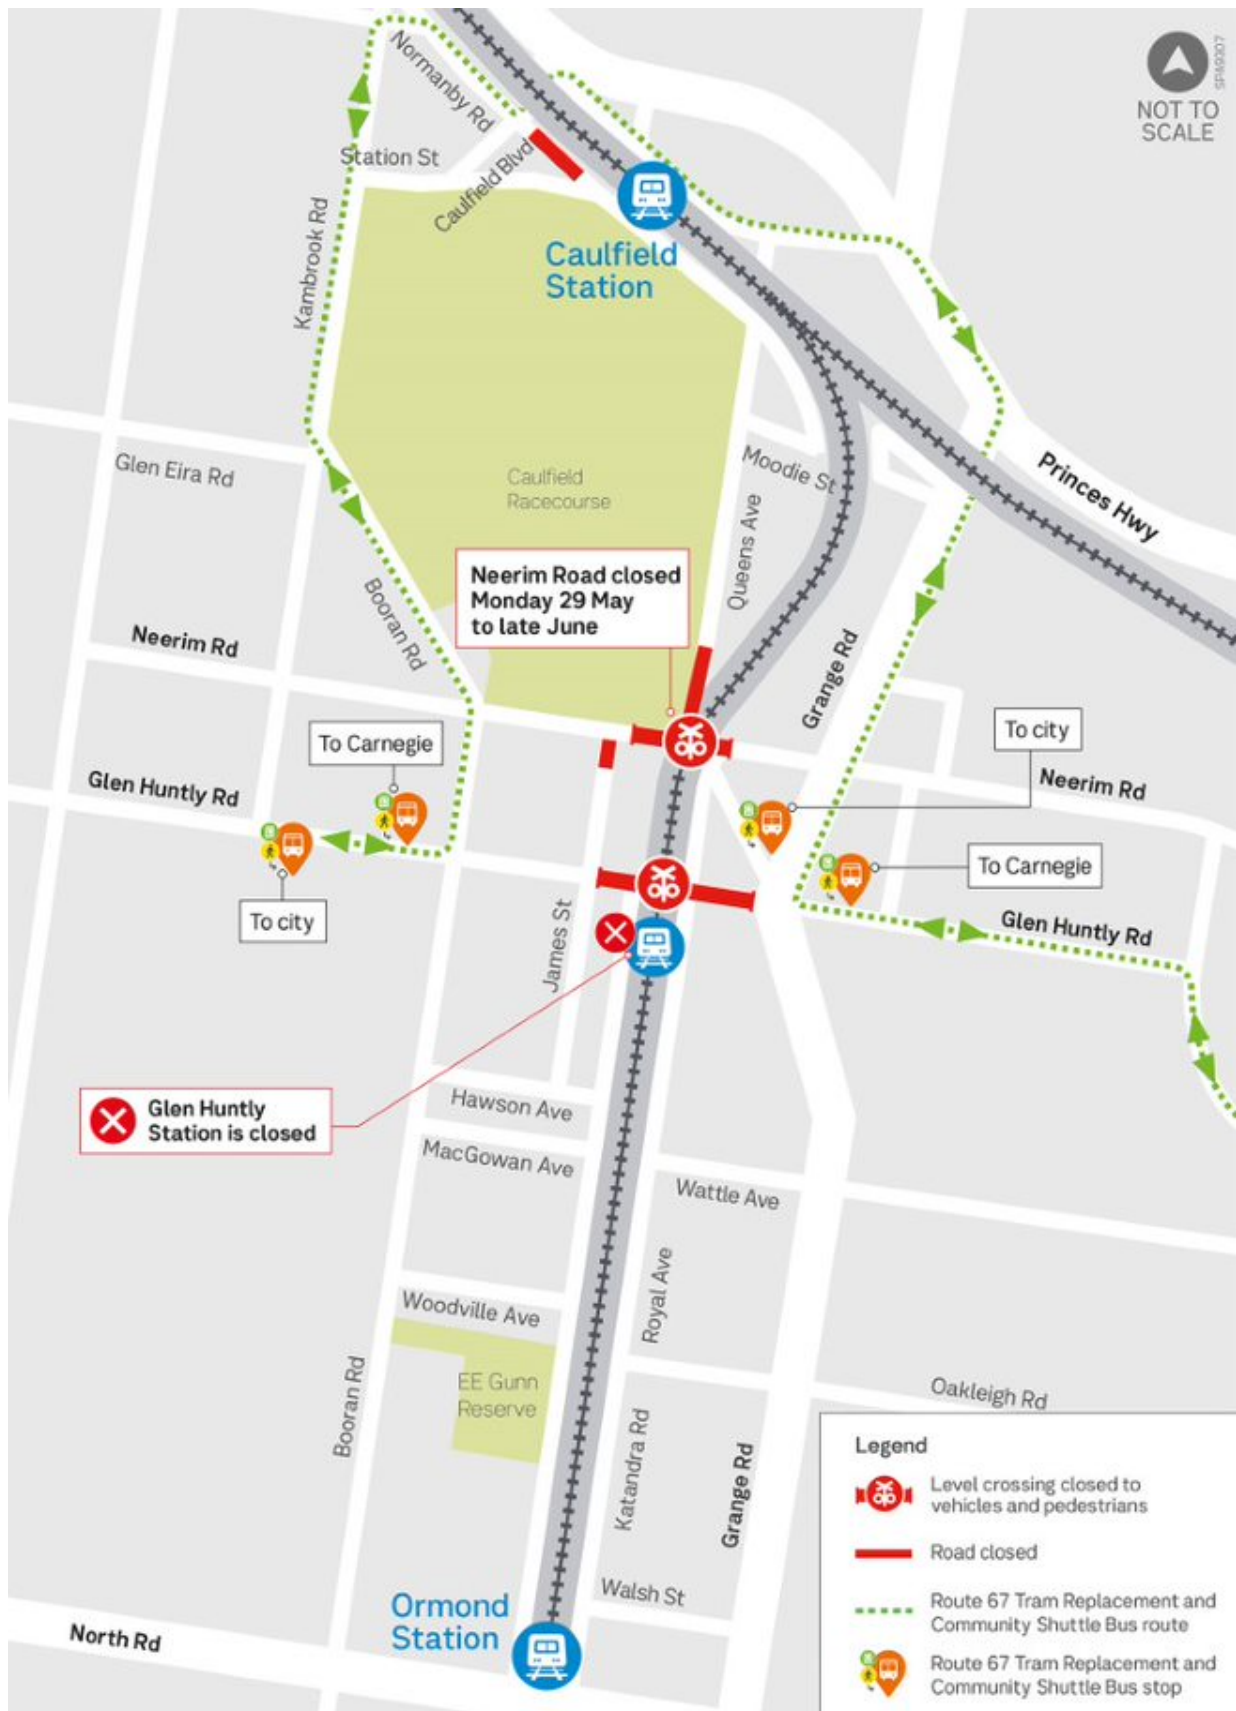 SPA9307
NOT TO
SCALE
Normanby Rd
Station St
Caulfield Blvd
Kambrook Rd
Caulfield
Station
Glen Eira Rd
Caulfield
Racecourse
Moodie St
Princes Hwy
Queens Ave
Neerim Road closed
Monday 29 May
to late June
Booran Rd
Neerim Rd
Grange Rd
To Carnegie
To city
Neerim Rd
Glen Huntly Rd
To Carnegie
To city
Glen Huntly Rd
James St
Glen Huntly
Station is closed
Hawson Ave
MacGowan Ave
Wattle Ave
Royal Ave
Woodville Ave
EE Gunn
Reserve
Booran Rd
Oakleigh Rd
Katandra Rd
Grange Rd
Walsh St
Ormond
Station
North Rd
Legend
Level crossing closed to
vehicles and pedestrians
Road closed
Route 67 Tram Replacement and
Community Shuttle Bus route
Route 67 Tram Replacement and
Community Shuttle Bus stop